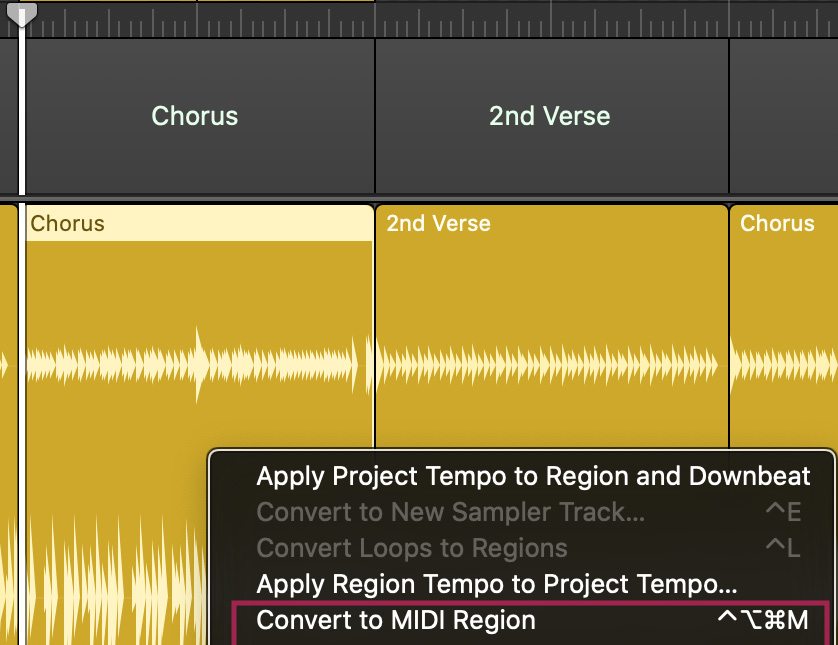 Chorus 2nd Verse
Chorus 2nd Verse Chorus
Apply Project Tempo to Region and Downbeat
Convert to New Sampler Track... ^E
Convert Loops to Regions ^L
Apply Region Tempo to Project Tempo...
Convert to MIDI Region ^⌥⌘M